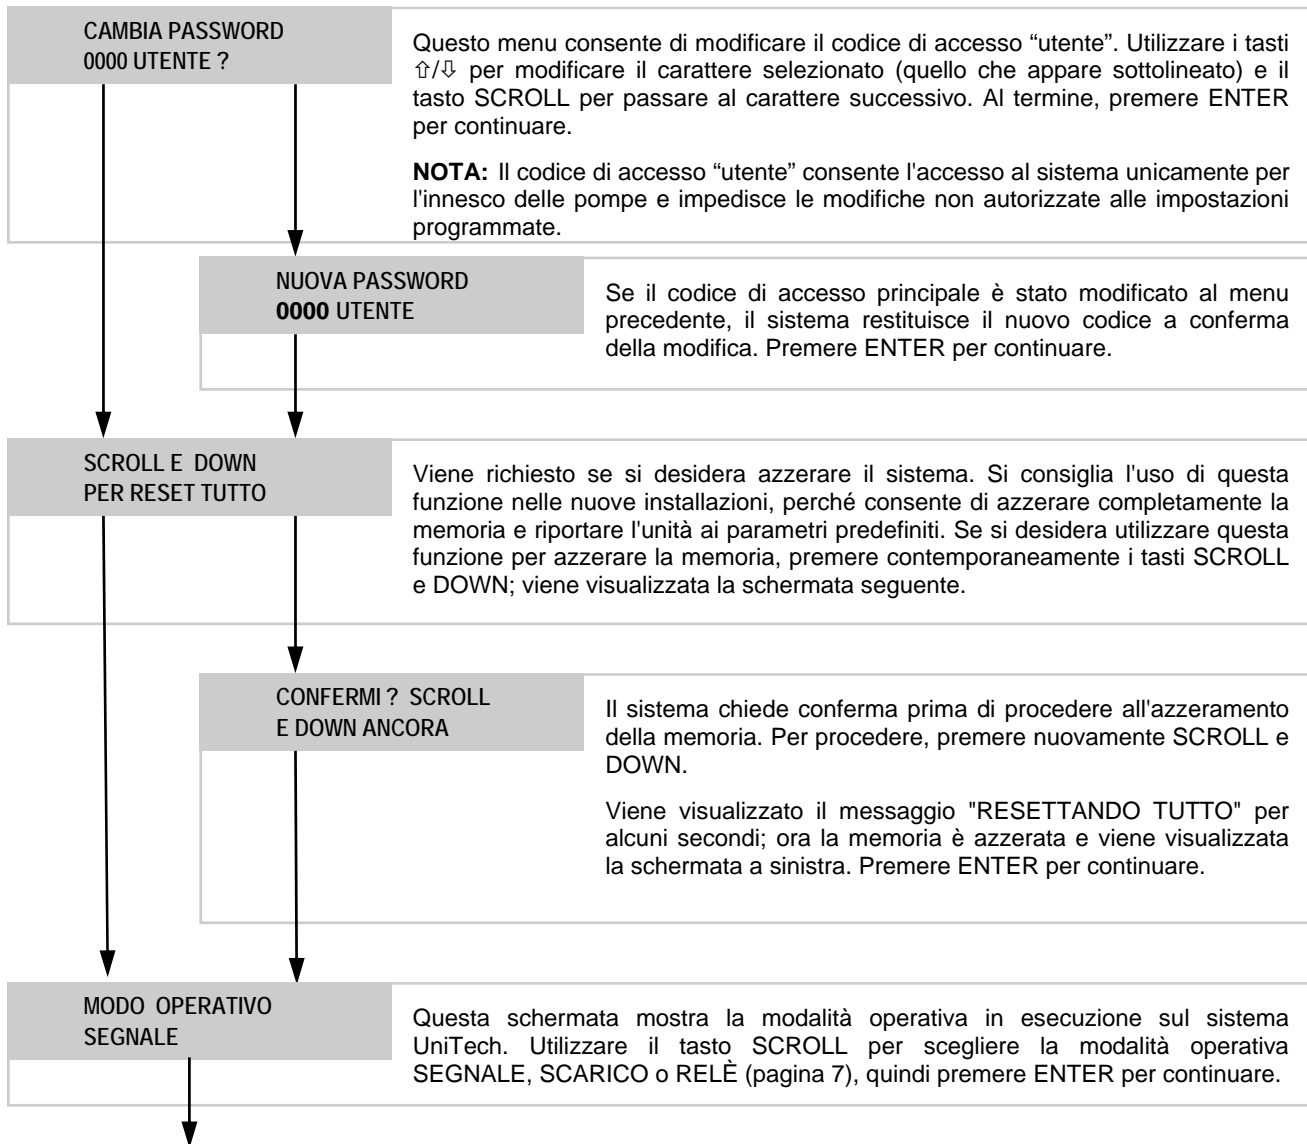 CAMBIA PASSWORD
0000 UTENTE ?
Questo menu consente di modificare il codice di accesso “utente”. Utilizzare i tasti
⇧/⇩ per modificare il carattere selezionato (quello che appare sottolineato) e il
tasto SCROLL per passare al carattere successivo. Al termine, premere ENTER
per continuare.
NOTA: Il codice di accesso “utente” consente l'accesso al sistema unicamente per
l'innesco delle pompe e impedisce le modifiche non autorizzate alle impostazioni
programmate.
NUOVA PASSWORD
0000 UTENTE
Se il codice di accesso principale è stato modificato al menu
precedente, il sistema restituisce il nuovo codice a conferma
della modifica. Premere ENTER per continuare.
SCROLL E DOWN
PER RESET TUTTO
Viene richiesto se si desidera azzerare il sistema. Si consiglia l'uso di questa
funzione nelle nuove installazioni, perché consente di azzerare completamente la
memoria e riportare l'unità ai parametri predefiniti. Se si desidera utilizzare questa
funzione per azzerare la memoria, premere contemporaneamente i tasti SCROLL
e DOWN; viene visualizzata la schermata seguente.
CONFERMI ? SCROLL
E DOWN ANCORA
Il sistema chiede conferma prima di procedere all'azzeramento
della memoria. Per procedere, premere nuovamente SCROLL e
DOWN.
Viene visualizzato il messaggio "RESETTANDO TUTTO" per
alcuni secondi; ora la memoria è azzerata e viene visualizzata
la schermata a sinistra. Premere ENTER per continuare.
MODO OPERATIVO
SEGNALE
Questa schermata mostra la modalità operativa in esecuzione sul sistema
UniTech. Utilizzare il tasto SCROLL per scegliere la modalità operativa
SEGNALE, SCARICO o RELÈ (pagina 7), quindi premere ENTER per continuare.